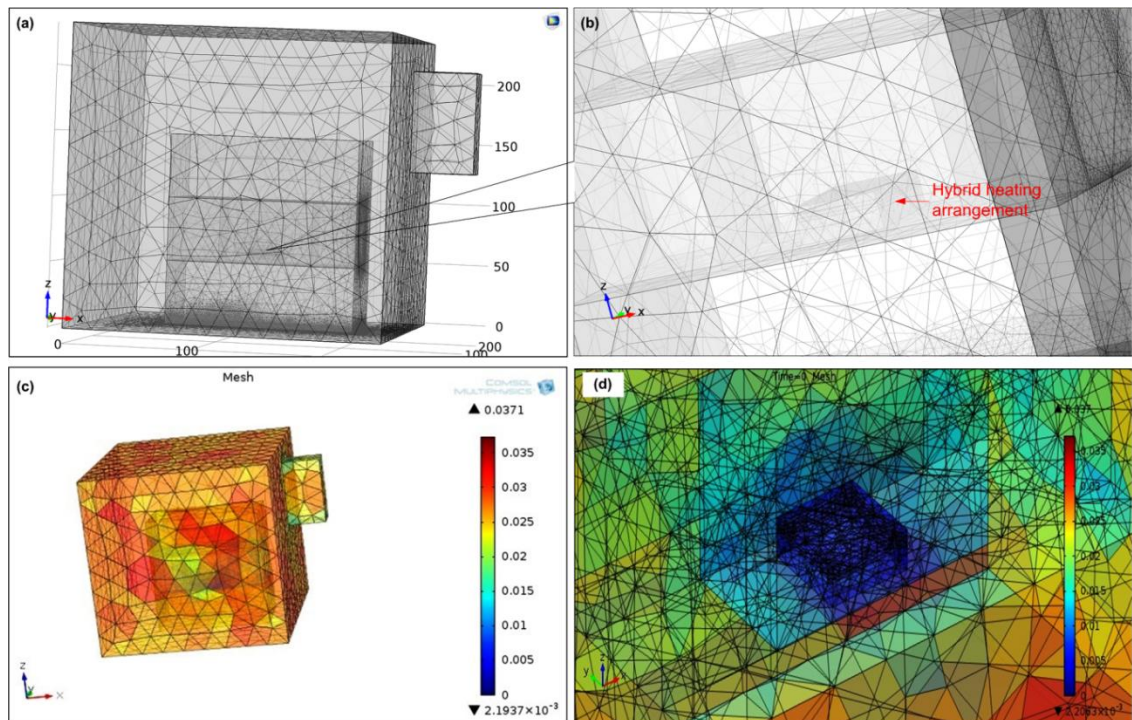 (a)
200
150
100
50
0
200
100
0
100
z
y
x
(b)
Hybrid heating
arrangement
z
y
x
(c)
Mesh
COMSOL
MULTIPHYSICS
▲ 0.0371
0.035
0.03
0.025
0.02
0.015
0.01
0.005
0
▼ 2.1937×10⁻³
z
y
x
(d)
Time=0 Mesh
0.035
0.02
0.015
0.01
0.005
0
z
y
x